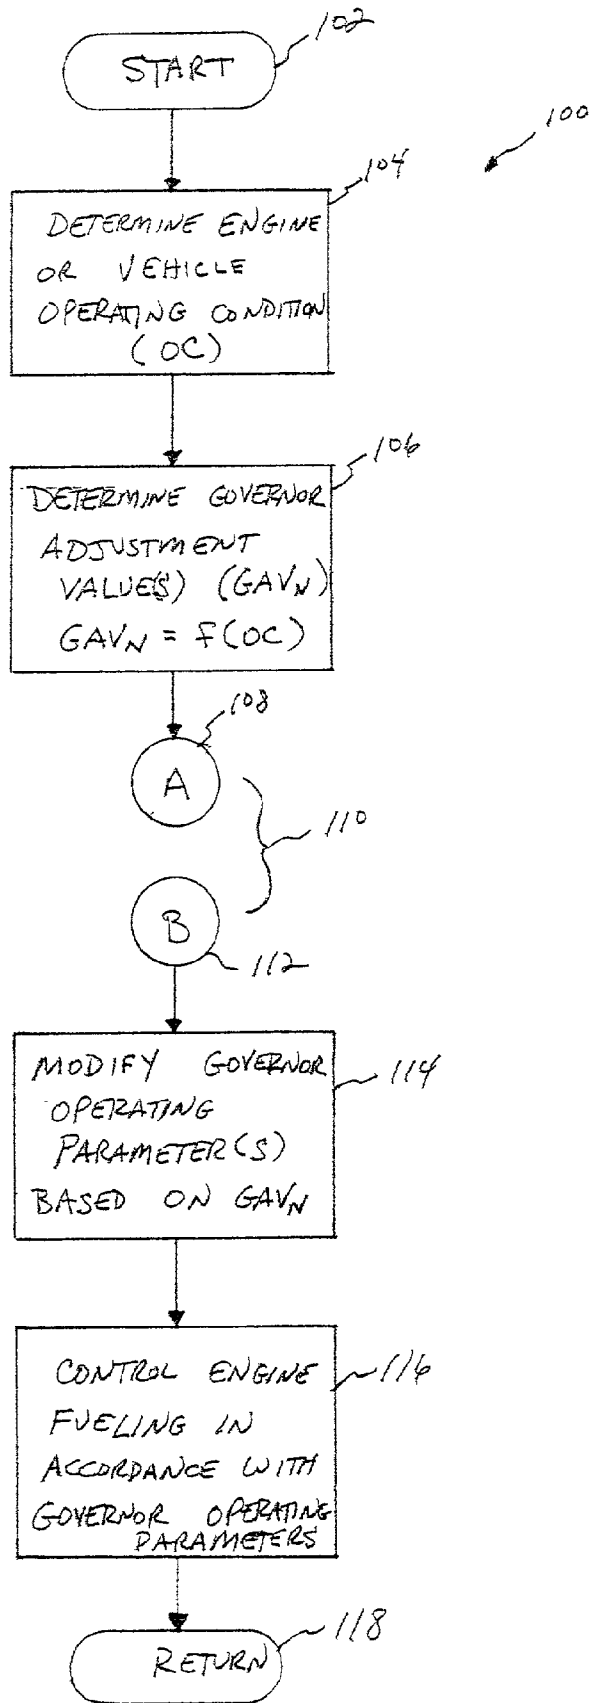 102
START
100
104
DETERMINE ENGINE
OR VEHICLE
OPERATING CONDITION
(OC)
106
DETERMINE GOVERNOR
ADJUSTMENT
VALUE(S) (GAVN)
GAVN = f(OC)
108
A
110
B
112
MODIFY GOVERNOR
OPERATING
PARAMETER(S)
BASED ON GAVN
114
CONTROL ENGINE
FUELING IN
ACCORDANCE WITH
GOVERNOR OPERATING
PARAMETERS
116
RETURN
118